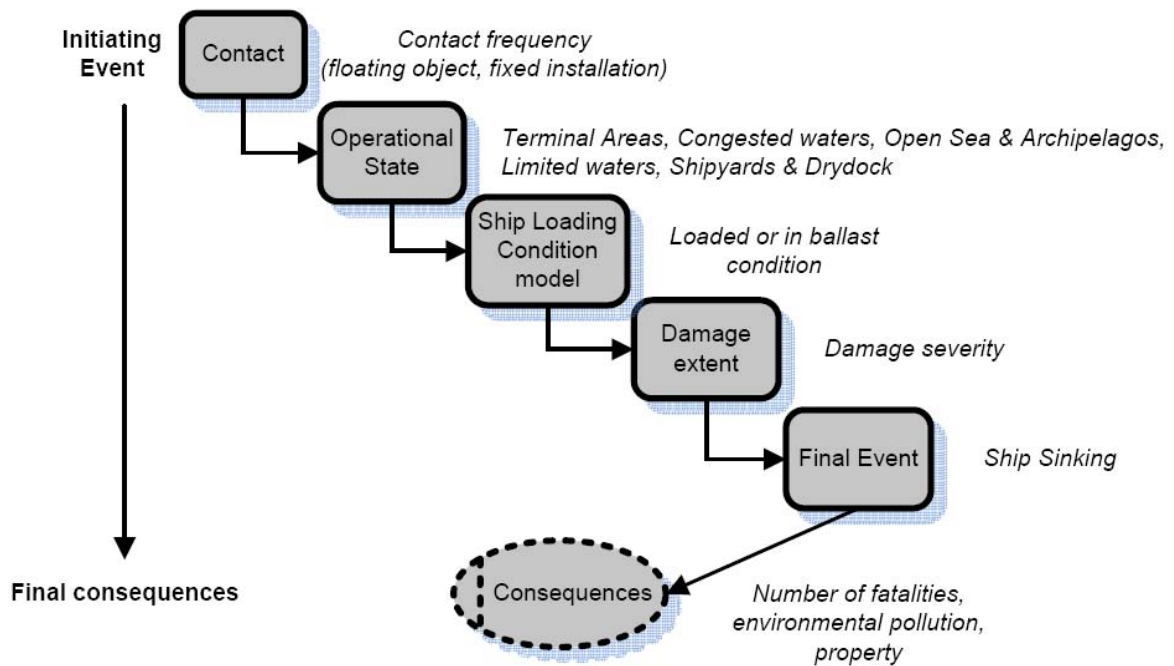 Initiating
Event
Contact
Contact frequency
(floating object, fixed installation)
Operational
State
Terminal Areas, Congested waters, Open Sea & Archipelagos,
Limited waters, Shipyards & Drydock
Ship Loading
Condition
model
Loaded or in ballast
condition
Damage
extent
Damage severity
Final Event
Ship Sinking
Final consequences
Consequences
Number of fatalities,
environmental pollution,
property